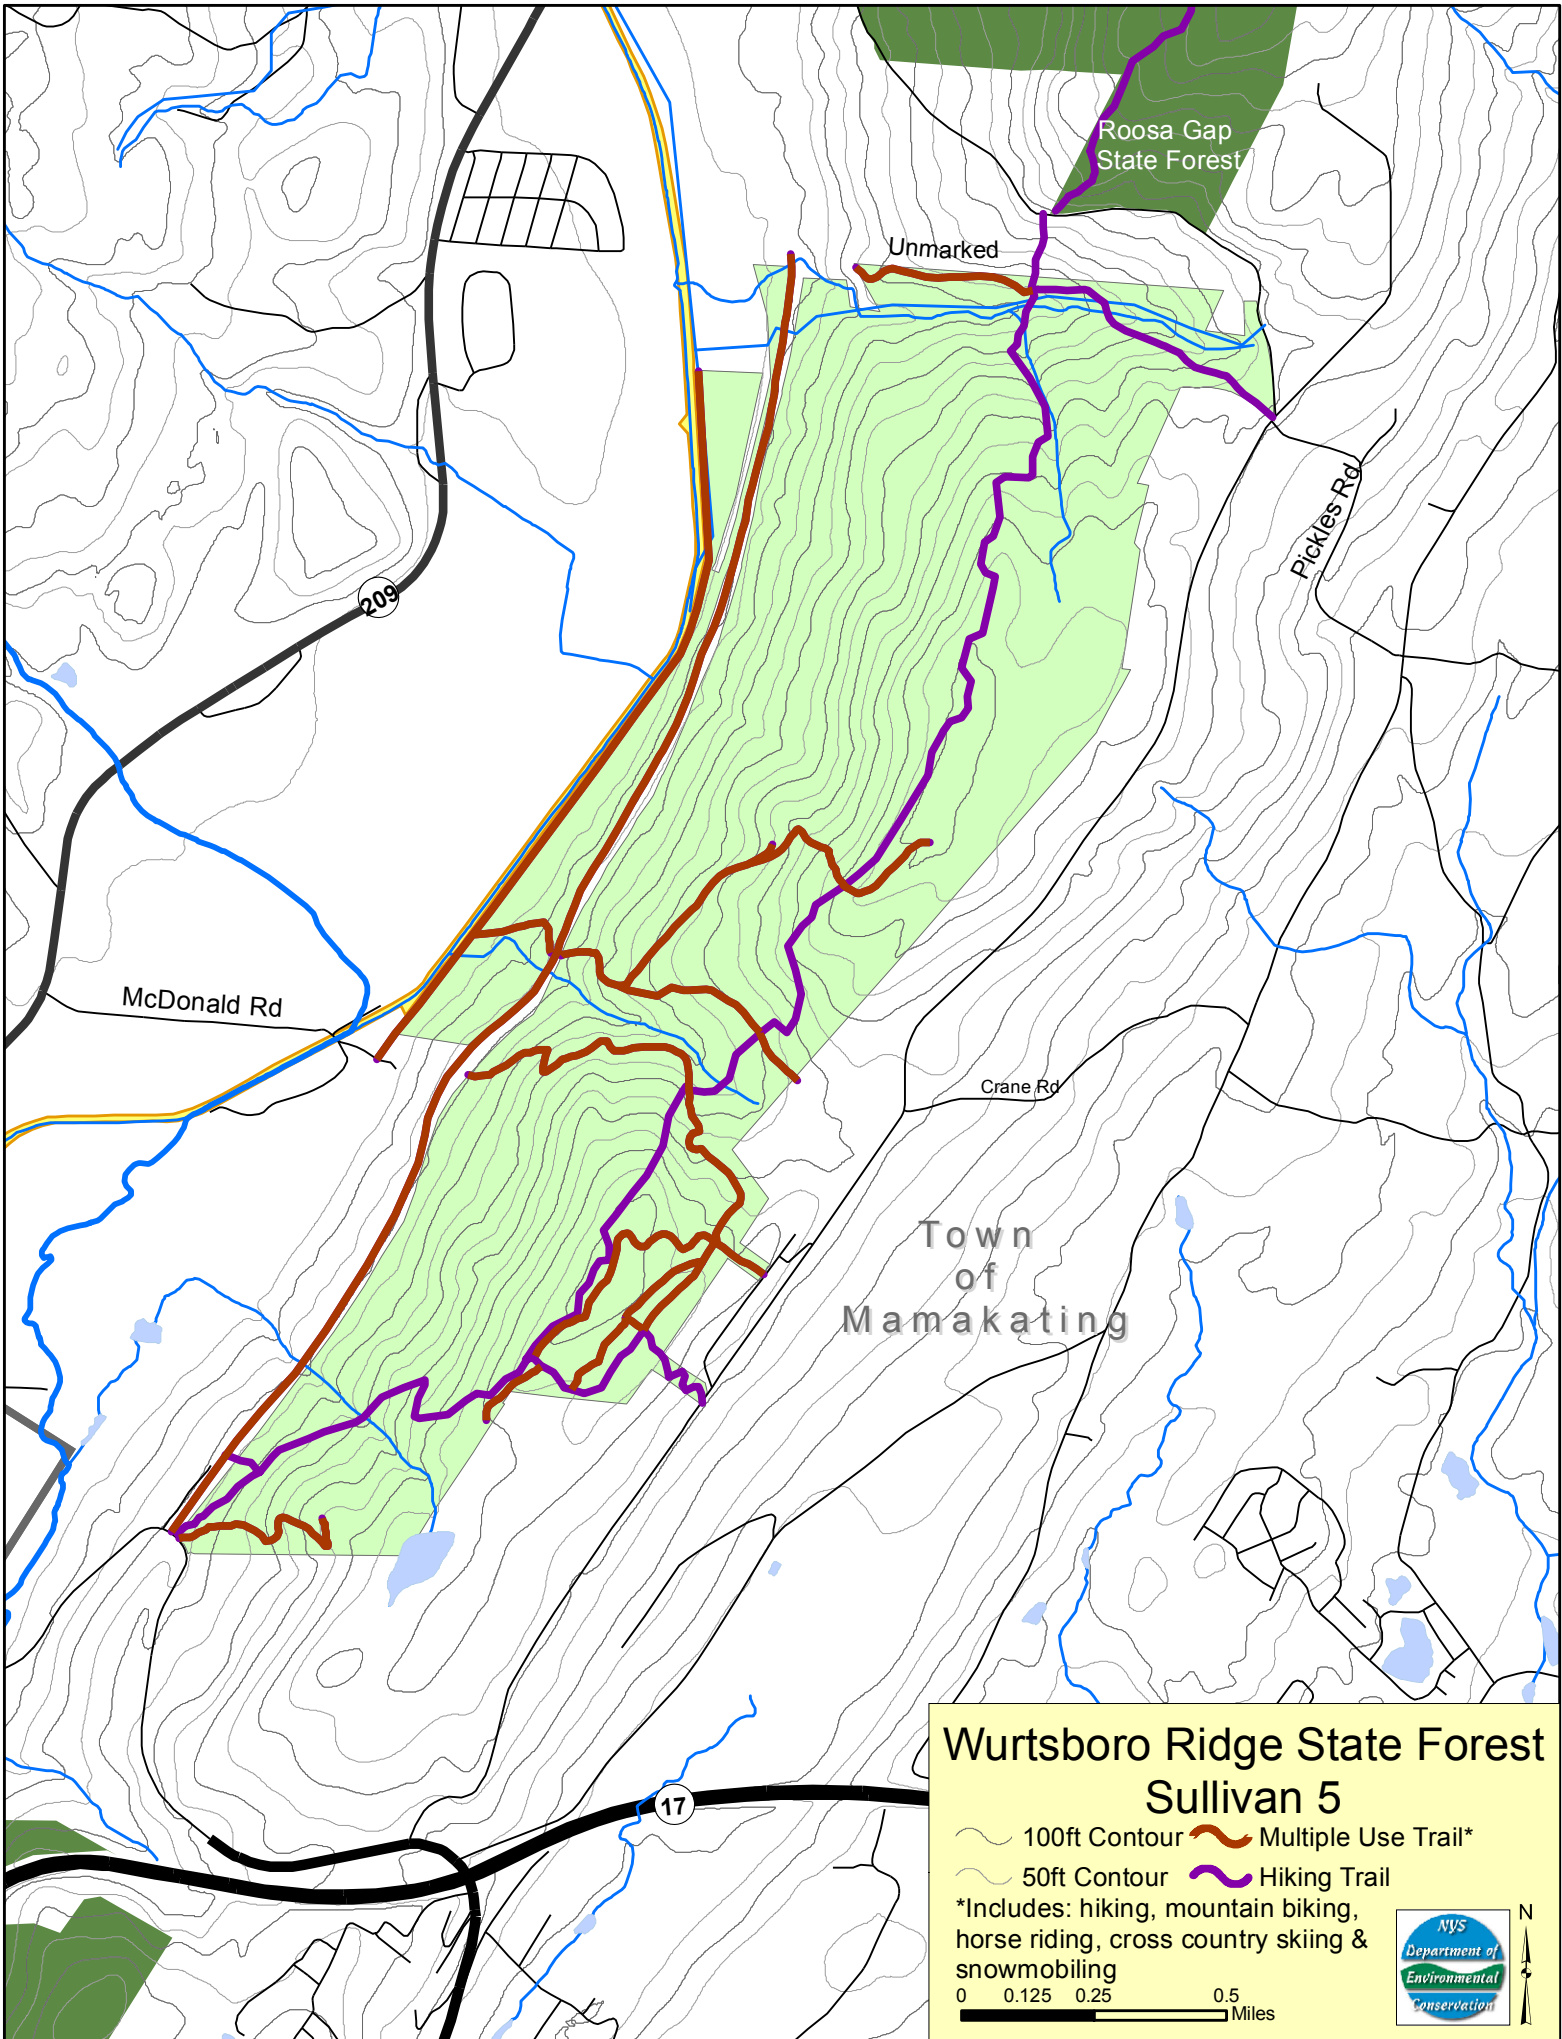 Roosa Gap
State Forest
Unmarked
Pickles Rd
209
McDonald Rd
Crane Rd
Town
of
Mamakating
17
Wurtsboro Ridge State Forest
Sullivan 5
100ft Contour
Multiple Use Trail*
50ft Contour
Hiking Trail
*Includes: hiking, mountain biking,
horse riding, cross country skiing &
snowmobiling
0 0.125 0.25 0.5
Miles
NYS
Department of
Environmental
Conservation
N